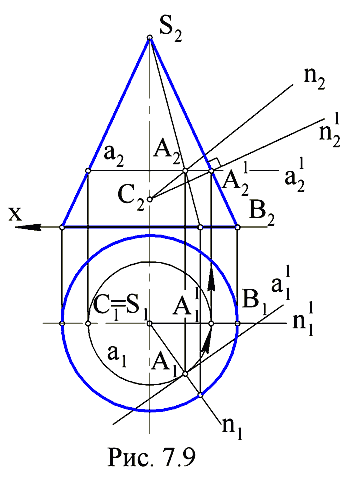 S₂
n₂
a₂
A₂
n₂¹
C₂
A₂¹
a₂¹
x
B₂
C₁=S₁
A₁¹
B₁
a₁¹
n₁¹
a₁
A₁
n₁
Рис. 7.9